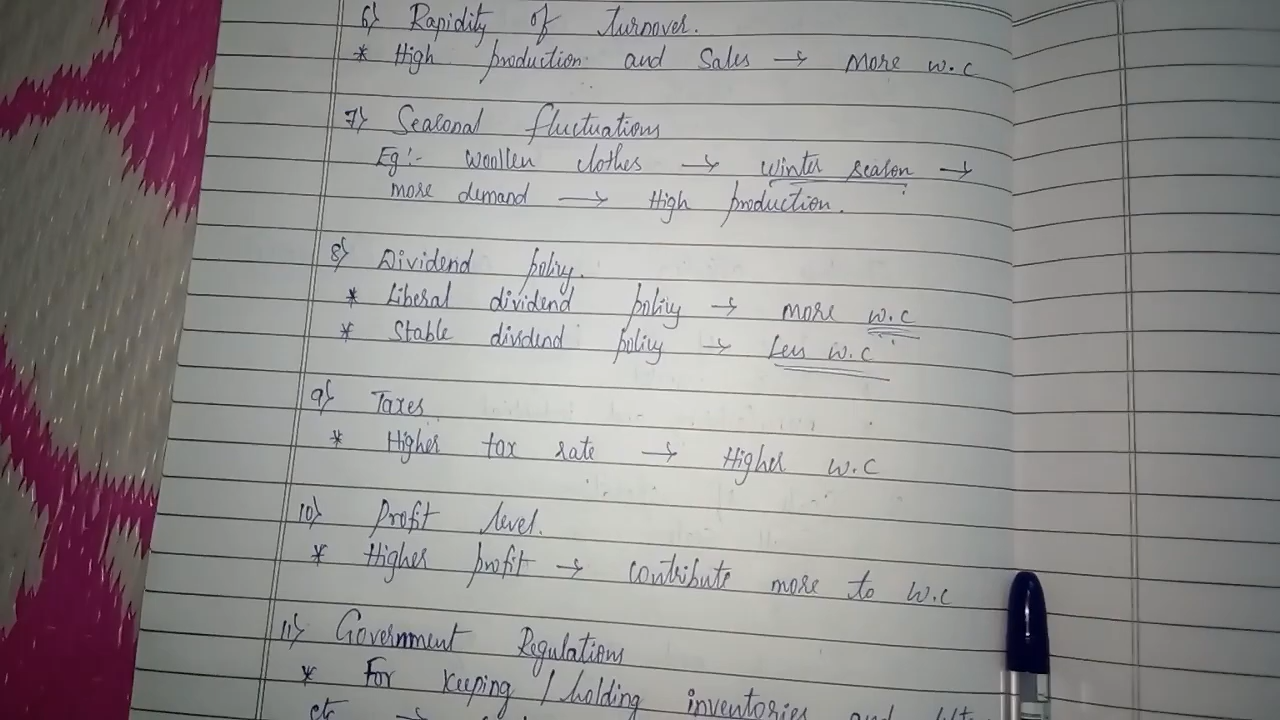 6) Rapidity of turnover.
* High production and Sales → More w.c
7) Seasonal fluctuations
Eg:- Woollen clothes → Winter season →
more demand → High production.
8) Dividend policy.
* Liberal dividend policy → more w.c
* Stable dividend policy → Less w.c
9) Taxes
* Higher tax rate → Higher w.c
10) Profit level.
* Higher profit → contribute more to w.c
11) Government Regulations
* For keeping / holding inventories and
etc →